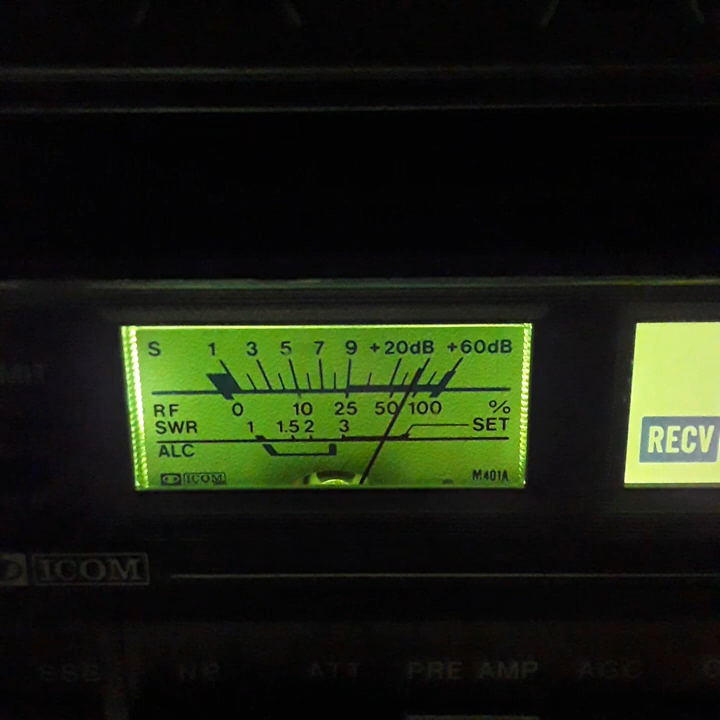 S 1 3 5 7 9 +20dB +60dB
RF 0 10 25 50 100 %
SWR 1 1.5 2 3 SET
ALC
ICOM M401A
RECV
ICOM
SSB NB ATT PRE AMP AGC